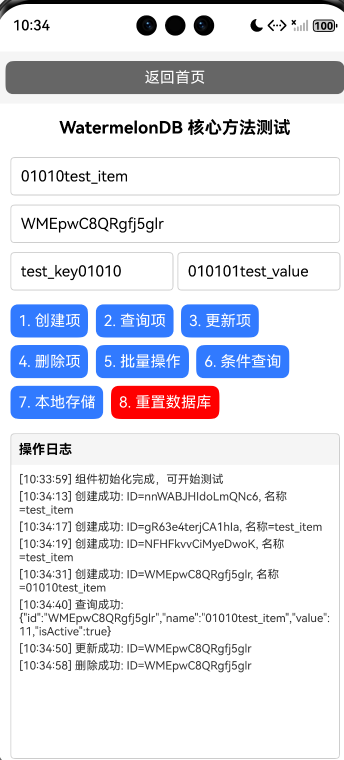 10:34
100
返回首页
WatermelonDB 核心方法测试
01010test_item
WMEpwC8QRgfj5glr
test_key01010
010101test_value
1. 创建项
2. 查询项
3. 更新项
4. 删除项
5. 批量操作
6. 条件查询
7. 本地存储
8. 重置数据库
操作日志
[10:33:59] 组件初始化完成，可开始测试
[10:34:13] 创建成功: ID=nnWABJHIdoLmQNc6, 名称
=test_item
[10:34:17] 创建成功: ID=gR63e4terjCA1hIa, 名称=test_item
[10:34:19] 创建成功: ID=NFHFkvvCiMyeDwoK, 名称
=test_item
[10:34:31] 创建成功: ID=WMEpwC8QRgfj5glr, 名称
=01010test_item
[10:34:40] 查询成功:
{"id":"WMEpwC8QRgfj5glr","name":"01010test_item","value":
11,"isActive":true}
[10:34:50] 更新成功: ID=WMEpwC8QRgfj5glr
[10:34:58] 删除成功: ID=WMEpwC8QRgfj5glr